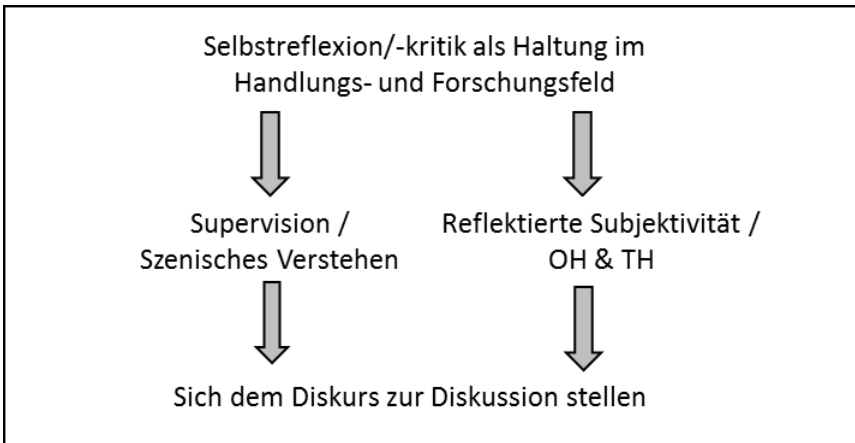 Selbstreflexion/-kritik als Haltung im
Handlungs- und Forschungsfeld
Supervision /
Szenisches Verstehen
Reflektierte Subjektivität /
OH & TH
Sich dem Diskurs zur Diskussion stellen